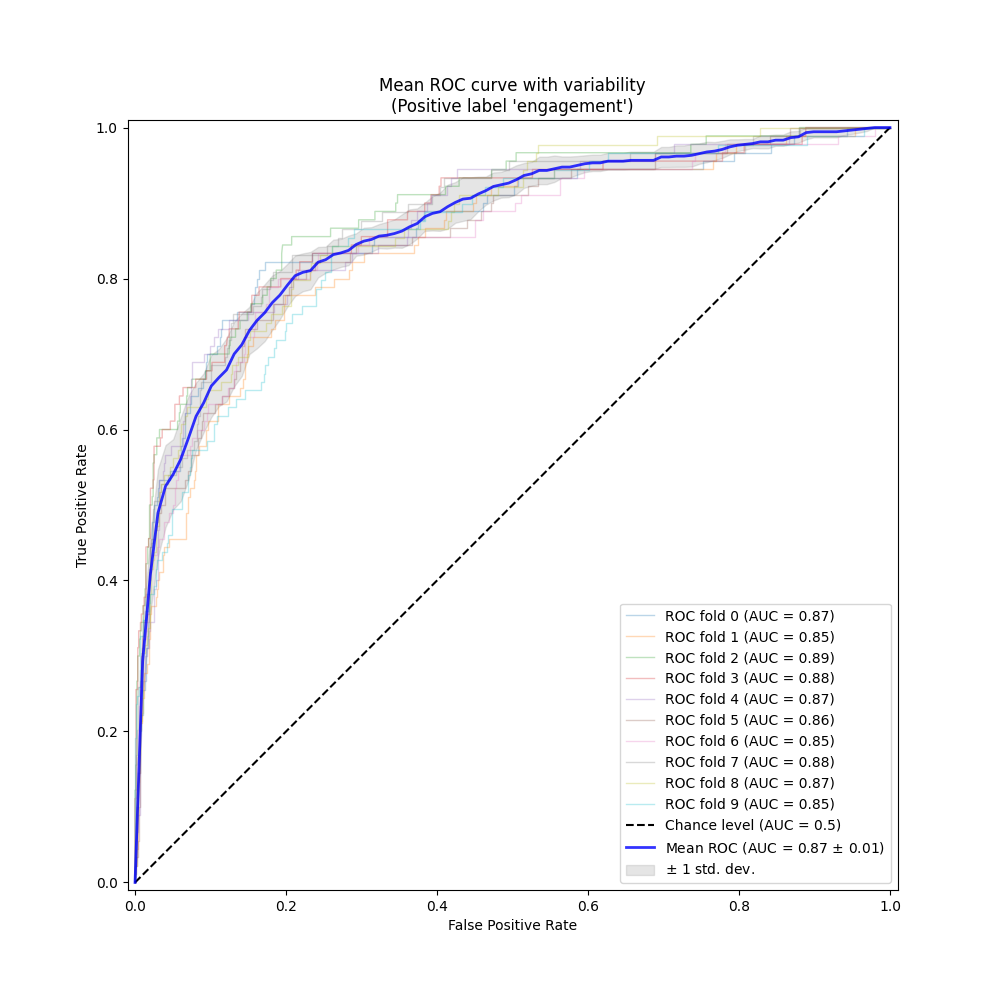 Mean ROC curve with variability
(Positive label 'engagement')
True Positive Rate
1.0
0.8
0.6
0.4
0.2
0.0
ROC fold 0 (AUC = 0.87)
ROC fold 1 (AUC = 0.85)
ROC fold 2 (AUC = 0.89)
ROC fold 3 (AUC = 0.88)
ROC fold 4 (AUC = 0.87)
ROC fold 5 (AUC = 0.86)
ROC fold 6 (AUC = 0.85)
ROC fold 7 (AUC = 0.88)
ROC fold 8 (AUC = 0.87)
ROC fold 9 (AUC = 0.85)
Chance level (AUC = 0.5)
Mean ROC (AUC = 0.87 ± 0.01)
± 1 std. dev.
0.0 0.2 0.4 0.6 0.8 1.0
False Positive Rate